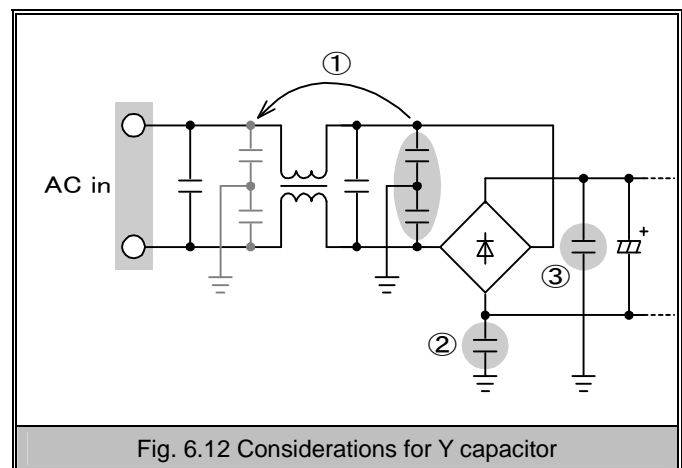 ①
AC in
+
③
②
Fig. 6.12 Considerations for Y capacitor